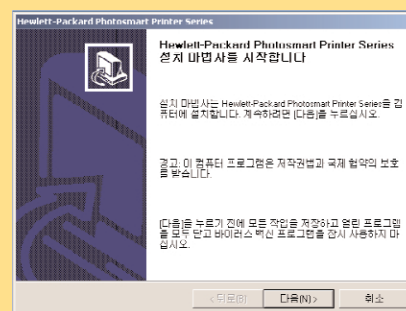 Hewlett-Packard Photosmart Printer Series
Hewlett-Packard Photosmart Printer Series
설치 마법사를 시작합니다
설치 마법사는 Hewlett-Packard Photosmart Printer Series을 컴
퓨터에 설치합니다. 계속하려면 [다음]를 누르십시오.
경고: 이 컴퓨터 프로그램은 저작권법과 국제 협약의 보호
를 받습니다.
[다음]을 누르기 전에 모든 작업을 저장하고 열린 프로그램
을 모두 닫고 바이러스 백신 프로그램을 잠시 사용하지 마
십시오.
< 뒤로(B) 다음(N) > 취소